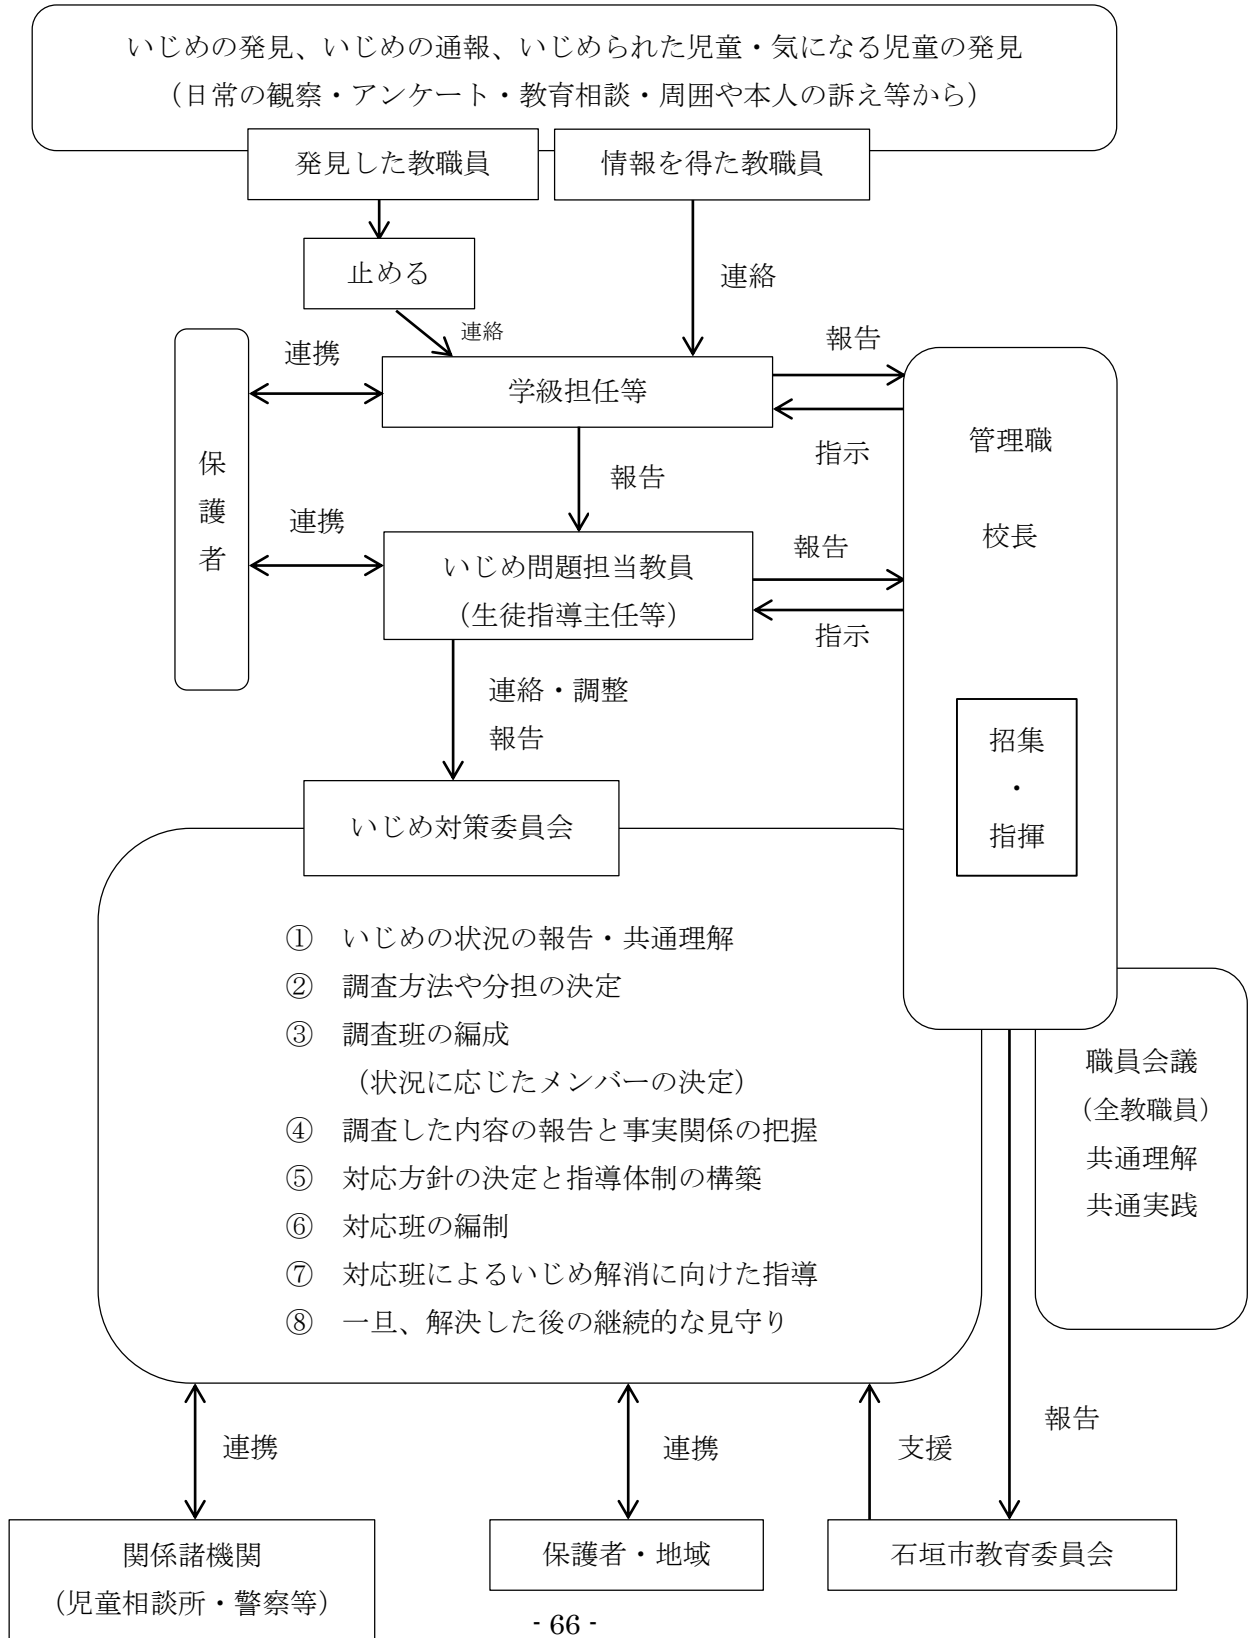 いじめの発見、いじめの通報、いじめられた児童・気になる児童の発見
（日常の観察・アンケート・教育相談・周囲や本人の訴え等から）
発見した教職員
情報を得た教職員
止める
連絡
連絡
報告
連携
学級担任等
指示
管理職
校長
保護者
報告
連携
報告
いじめ問題担当教員
（生徒指導主任等）
指示
連絡・調整
報告
招集
・
指揮
いじめ対策委員会
① いじめの状況の報告・共通理解
② 調査方法や分担の決定
③ 調査班の編成
（状況に応じたメンバーの決定）
④ 調査した内容の報告と事実関係の把握
⑤ 対応方針の決定と指導体制の構築
⑥ 対応班の編制
⑦ 対応班によるいじめ解消に向けた指導
⑧ 一旦、解決した後の継続的な見守り
職員会議
（全教職員）
共通理解
共通実践
連携
連携
支援
報告
関係諸機関
（児童相談所・警察等）
保護者・地域
石垣市教育委員会
- 66 -